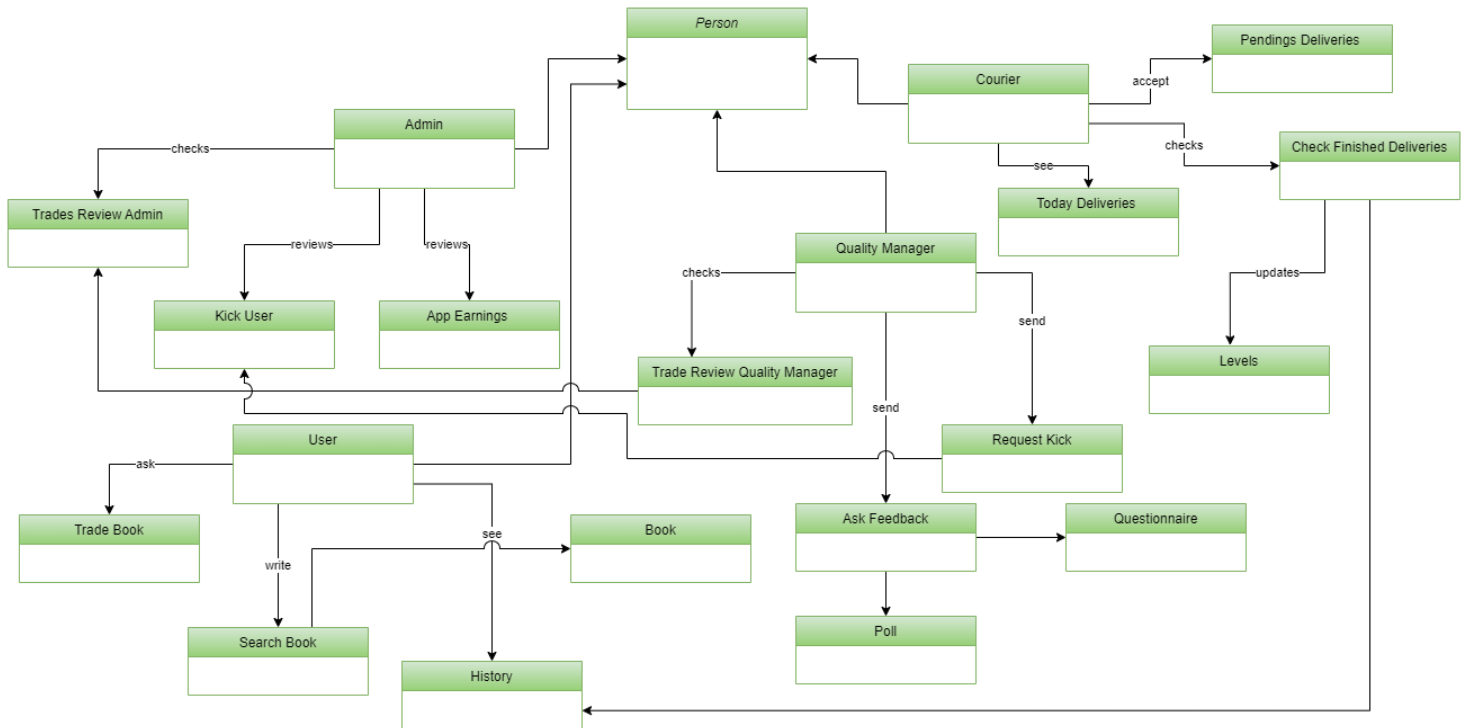 Person
Pendings Deliveries
Courier
accept
Admin
checks
checks
Check Finished Deliveries
see
Trades Review Admin
Today Deliveries
reviews
reviews
Quality Manager
checks
updates
Kick User
App Earnings
send
Levels
Trade Review Quality Manager
send
User
Request Kick
ask
Trade Book
Book
Ask Feedback
Questionnaire
see
write
Search Book
Poll
History